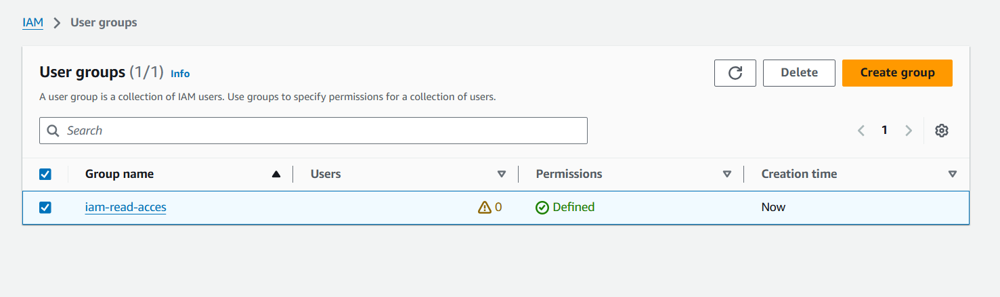 IAM > User groups
User groups (1/1) Info
Delete
Create group
A user group is a collection of IAM users. Use groups to specify permissions for a collection of users.
Search
1
Group name Users Permissions Creation time
iam-read-acces 0 Defined Now